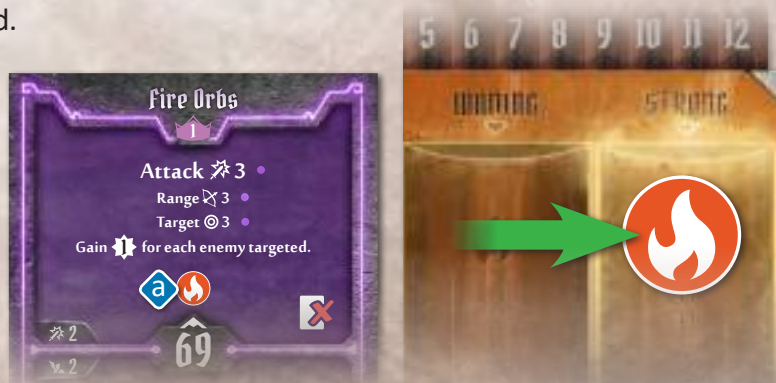 d.
5 6 7 8 9 10 11 12
WANING STRONG
Fire Orbs
1
Attack 3
Range 3
Target 3
Gain 1 for each enemy targeted.
a
2
69
2